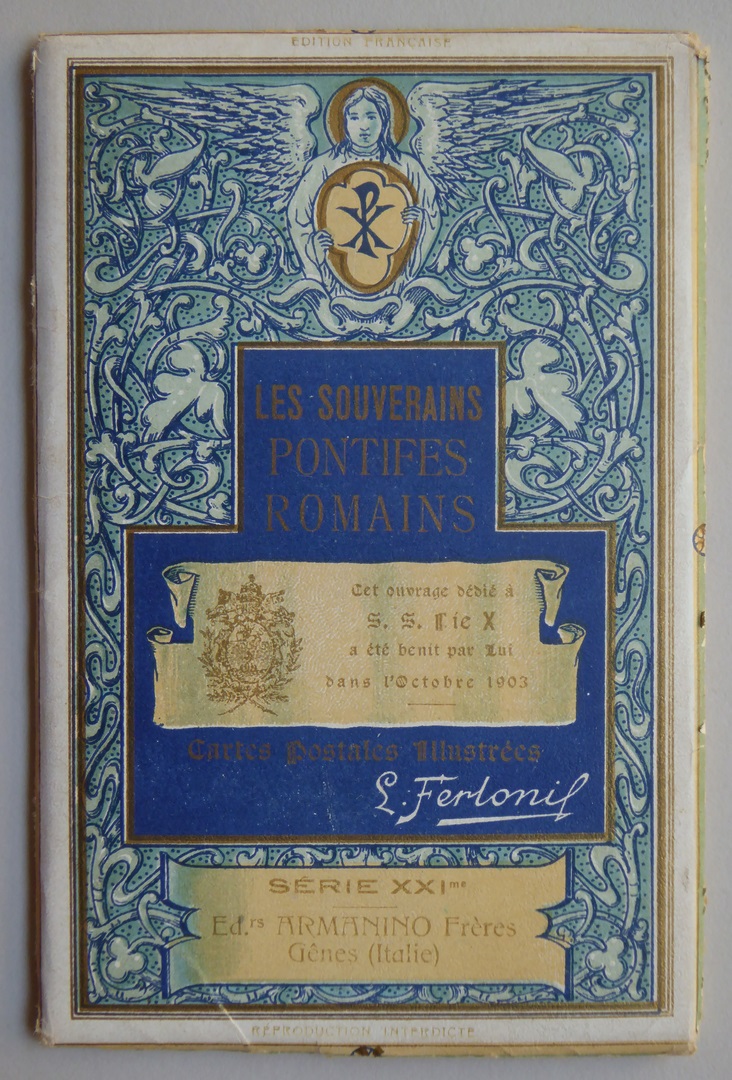 EDITION FRANÇAISE
LES SOUVERAINS
PONTIFES
ROMAINS
Cet ouvrage dédié à
S. S. Pie X
a été benit par Lui
dans l'Octobre 1903
Cartes Postales Illustrées
L. Ferloni
SÉRIE XXIme
Ed.rs ARMANINO Frères
Gênes (Italie)
REPRODUCTION INTERDICTE